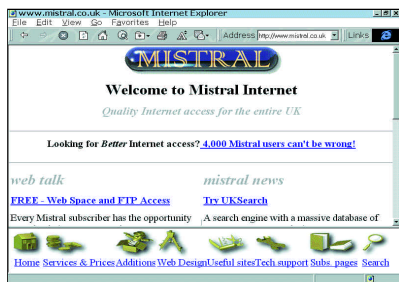 www.mistral.co.uk - Microsoft Internet Explorer
File Edit View Go Favorites Help
Address http://www.mistral.co.uk Links
MISTRAL
Welcome to Mistral Internet
Quality Internet access for the entire UK
Looking for Better Internet access? 4,000 Mistral users can't be wrong!
web talk
mistral news
FREE - Web Space and FTP Access
Try UKSearch
Every Mistral subscriber has the opportunity
A search engine with a massive database of
Home Services & Prices Additions Web Design Useful sites Tech.support Subs. pages Search